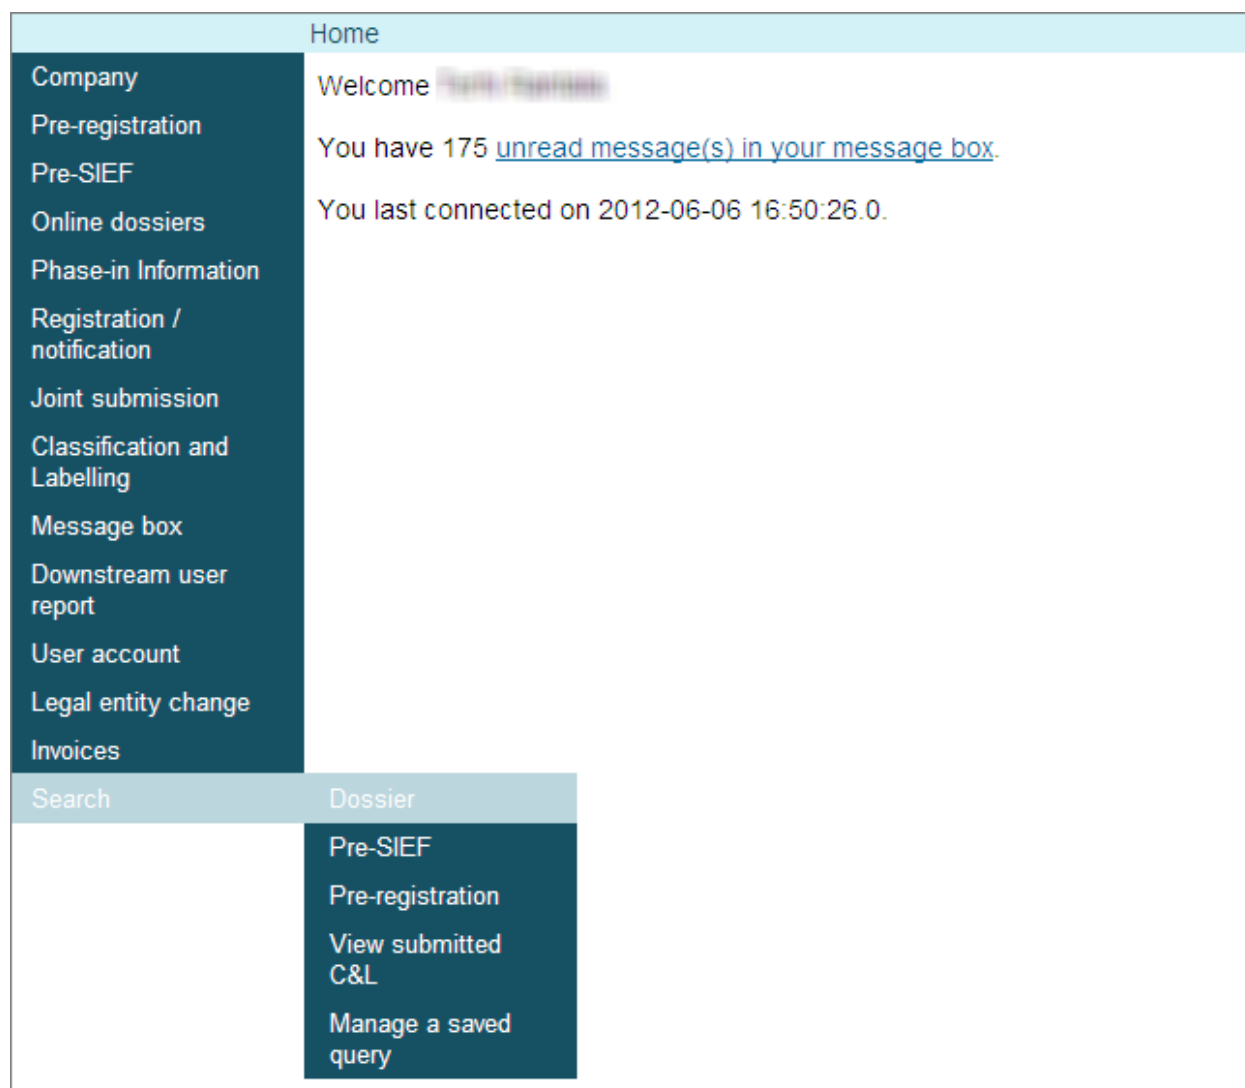 Home
Company
Pre-registration
Pre-SIEF
Online dossiers
Phase-in Information
Registration /
notification
Joint submission
Classification and
Labelling
Message box
Downstream user
report
User account
Legal entity change
Invoices
Search
Welcome
You have 175 unread message(s) in your message box.
You last connected on 2012-06-06 16:50:26.0.
Dossier
Pre-SIEF
Pre-registration
View submitted
C&L
Manage a saved
query